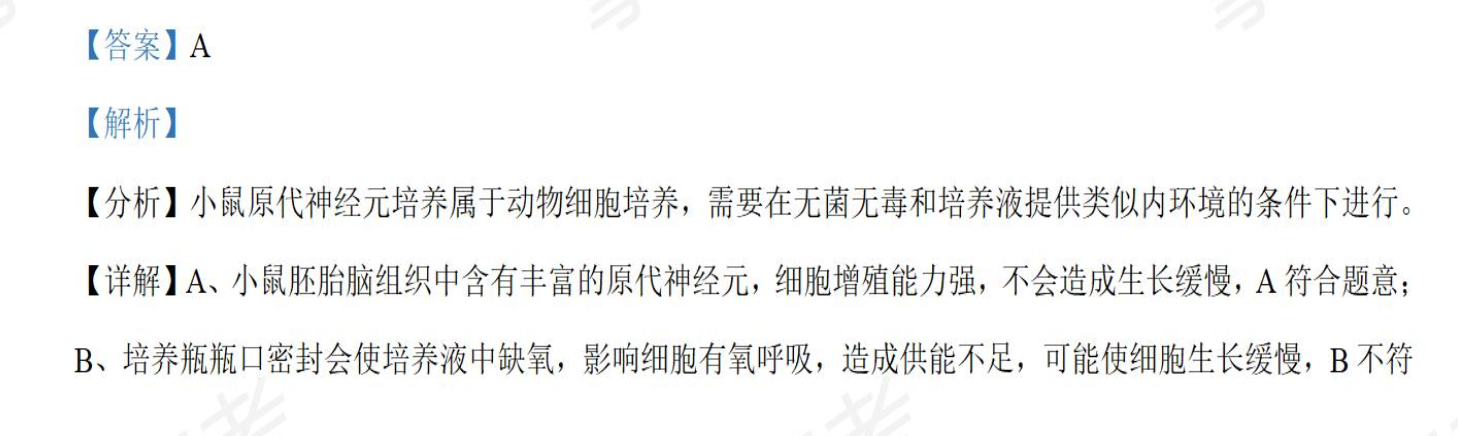 【答案】A
【解析】
【分析】小鼠原代神经元培养属于动物细胞培养，需要在无菌无毒和培养液提供类似内环境的条件下进行。
【详解】A、小鼠胚胎脑组织中含有丰富的原代神经元，细胞增殖能力强，不会造成生长缓慢，A 符合题意；
B、培养瓶瓶口密封会使培养液中缺氧，影响细胞有氧呼吸，造成供能不足，可能使细胞生长缓慢，B 不符